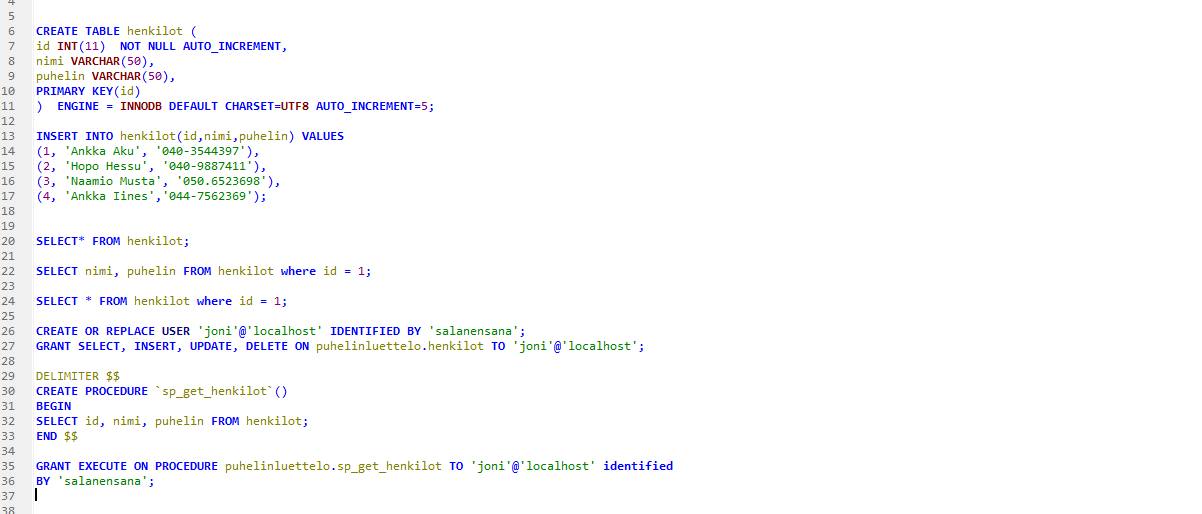 4
5
6 CREATE TABLE henkilot (
7 id INT(11)  NOT NULL AUTO_INCREMENT,
8 nimi VARCHAR(50),
9 puhelin VARCHAR(50),
10 PRIMARY KEY(id)
11 )  ENGINE = INNODB DEFAULT CHARSET=UTF8 AUTO_INCREMENT=5;
12
13 INSERT INTO henkilot(id,nimi,puhelin) VALUES
14 (1, 'Ankka Aku', '040-3544397'),
15 (2, 'Hopo Hessu', '040-9887411'),
16 (3, 'Naamio Musta', '050.6523698'),
17 (4, 'Ankka Iines','044-7562369');
18
19
20 SELECT* FROM henkilot;
21
22 SELECT nimi, puhelin FROM henkilot where id = 1;
23
24 SELECT * FROM henkilot where id = 1;
25
26 CREATE OR REPLACE USER 'joni'@'localhost' IDENTIFIED BY 'salanensana';
27 GRANT SELECT, INSERT, UPDATE, DELETE ON puhelinluettelo.henkilot TO 'joni'@'localhost';
28
29 DELIMITER $$
30 CREATE PROCEDURE `sp_get_henkilot`()
31 BEGIN
32 SELECT id, nimi, puhelin FROM henkilot;
33 END $$
34
35 GRANT EXECUTE ON PROCEDURE puhelinluettelo.sp_get_henkilot TO 'joni'@'localhost' identified
36 BY 'salanensana';
37
38